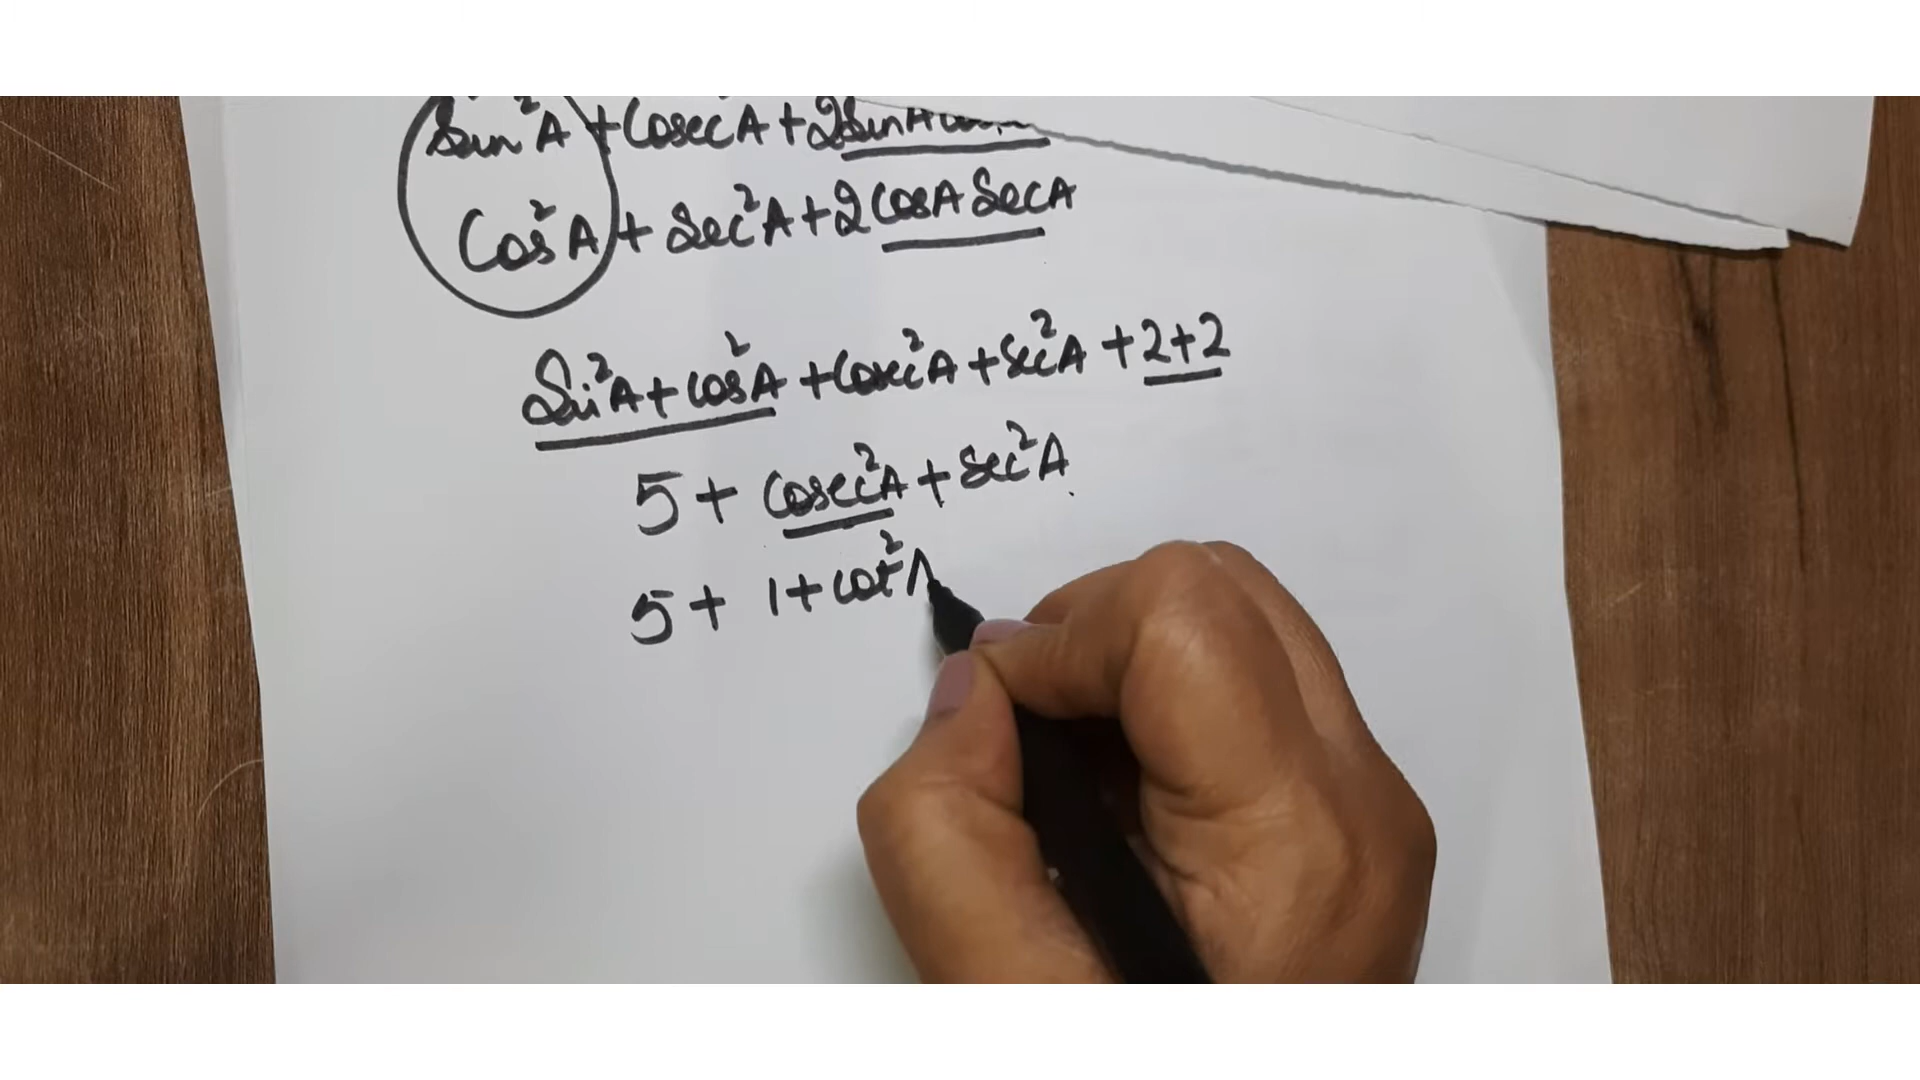 sin²A + Cosec²A + 2sinA
Cos²A + Sec²A + 2 CosA SecA
Sin²A + cos²A + Cosec²A + sec²A + 2+2
5 + cosec²A + sec²A
5 + 1 + cot²A